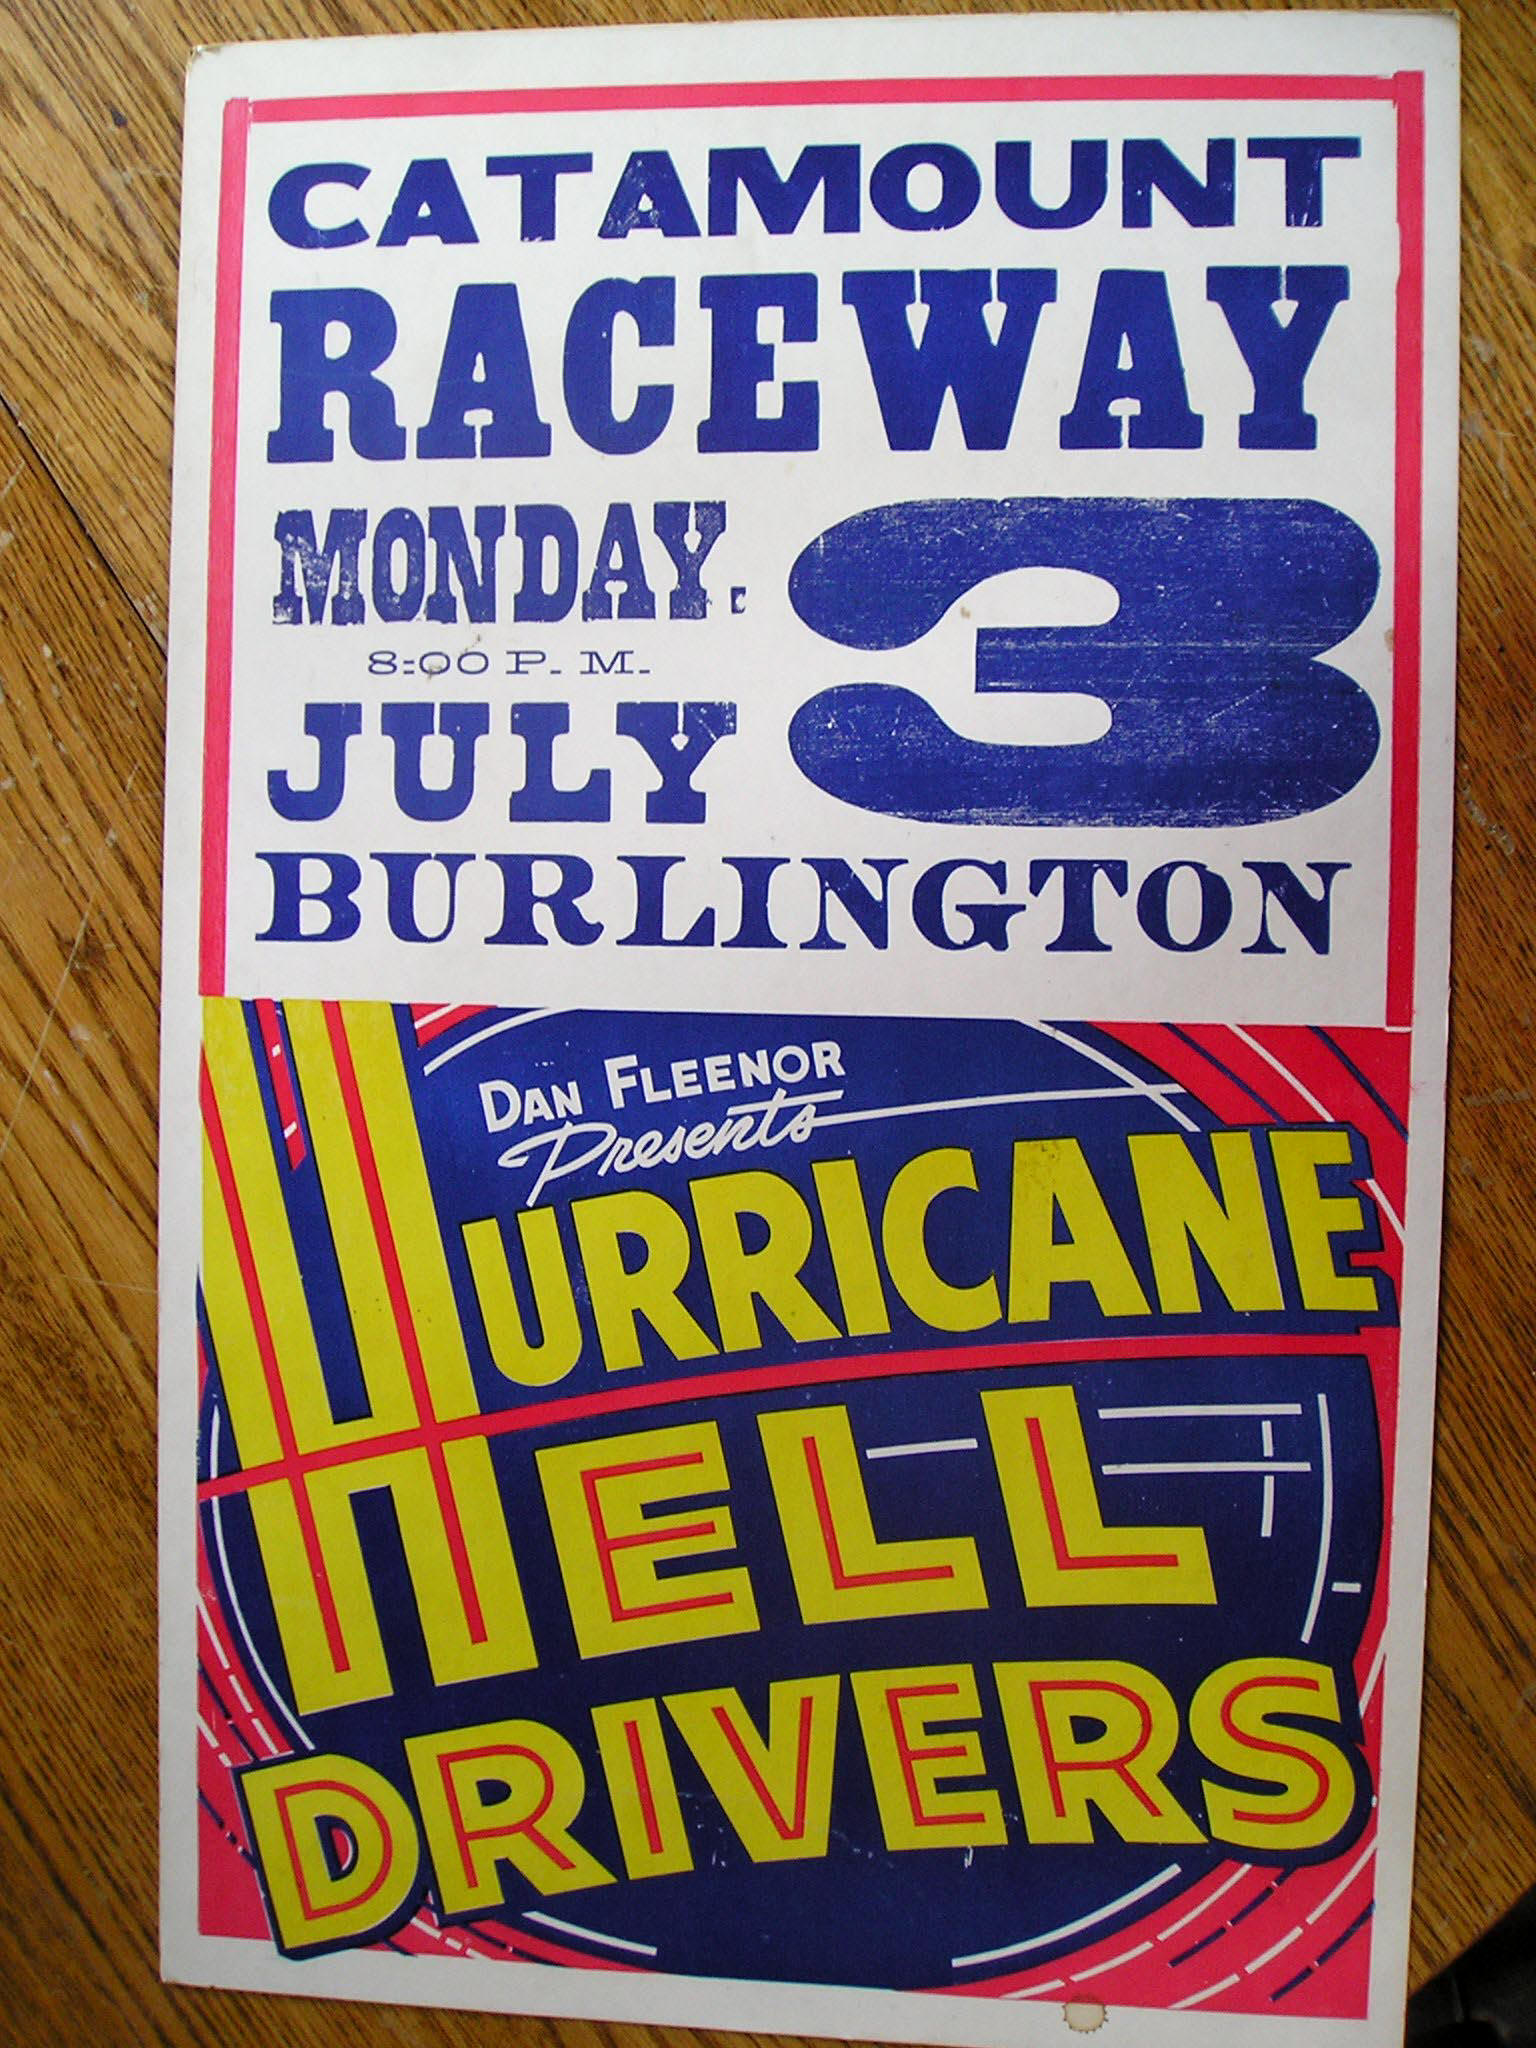 CATAMOUNT
RACEWAY
MONDAY.
8:00 P. M.
JULY 3
BURLINGTON
DAN FLEENOR
Presents
HURRICANE
HELL
DRIVERS